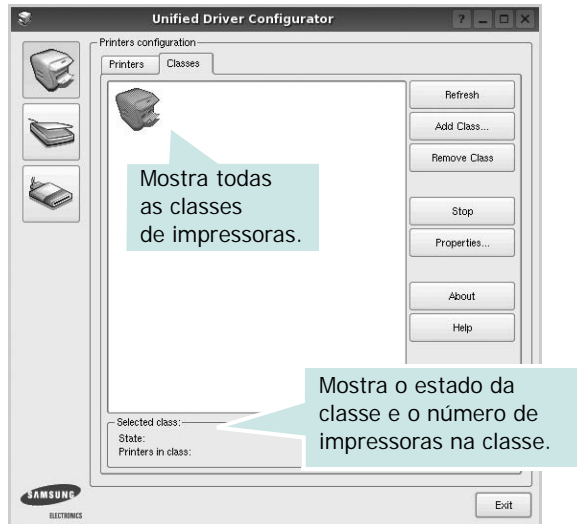 Unified Driver Configurator
Printers configuration
Printers Classes
Refresh
Add Class...
Remove Class
Mostra todas
as classes
de impressoras.
Stop
Properties...
About
Help
Mostra o estado da
classe e o número de
impressoras na classe.
Selected class:
State:
Printers in class:
SAMSUNG
ELECTRONICS
Exit